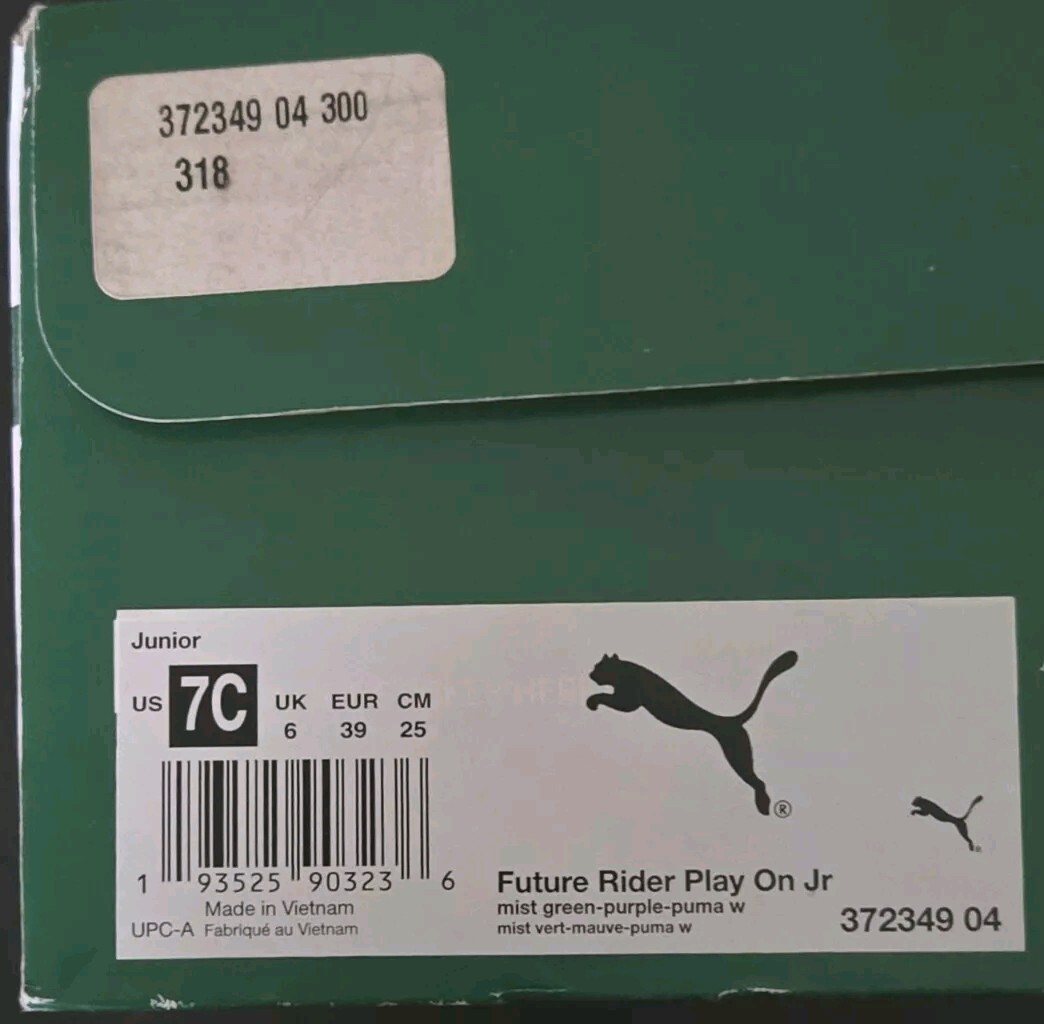 372349 04 300
318
Junior
US 7C UK EUR CM
6 39 25
1 93525 90323 6
Made in Vietnam
UPC-A Fabriqué au Vietnam
®
Future Rider Play On Jr
mist green-purple-puma w
mist vert-mauve-puma w
372349 04